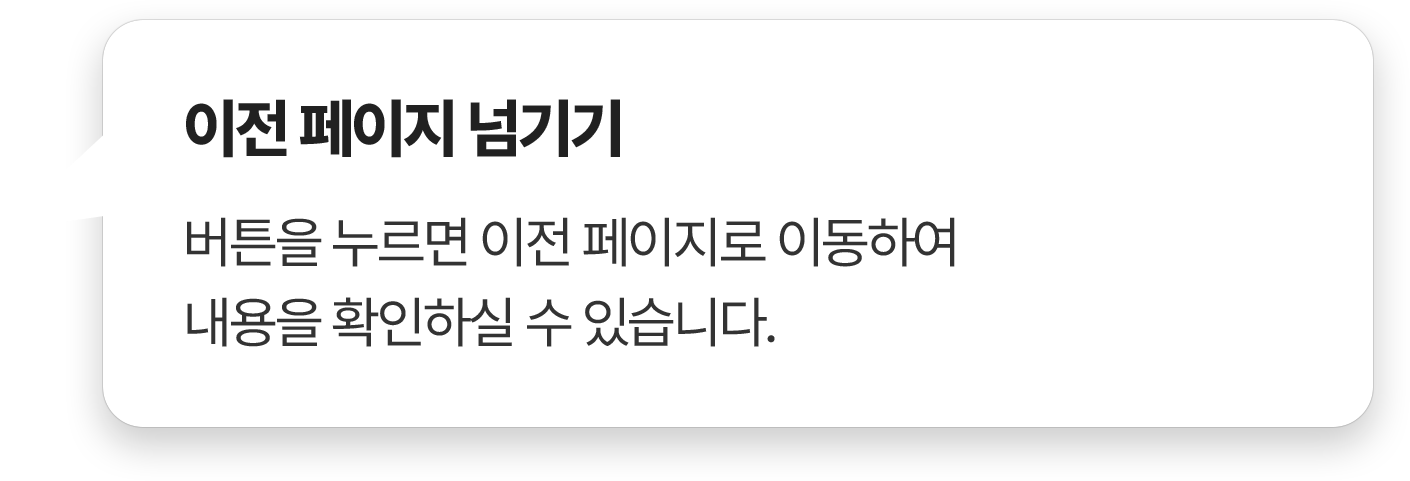 이전 페이지 넘기기
버튼을 누르면 이전 페이지로 이동하여
내용을 확인하실 수 있습니다.